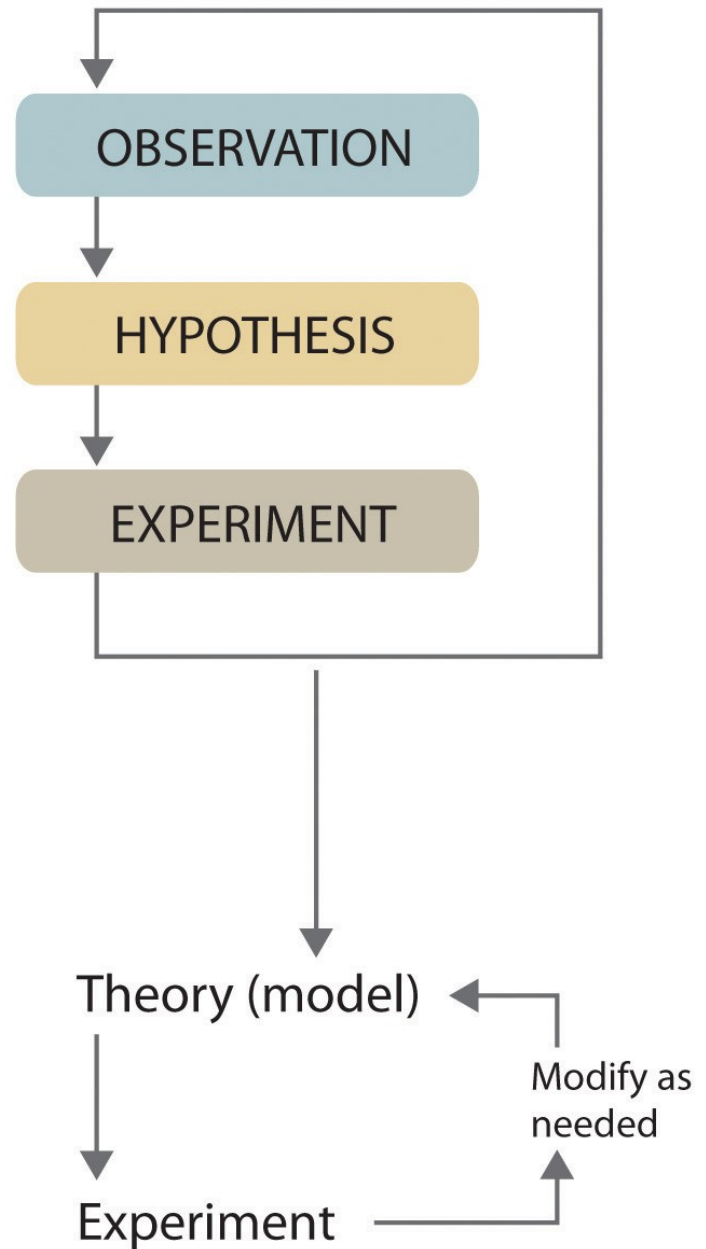 OBSERVATION
HYPOTHESIS
EXPERIMENT
Theory (model)
Modify as
needed
Experiment